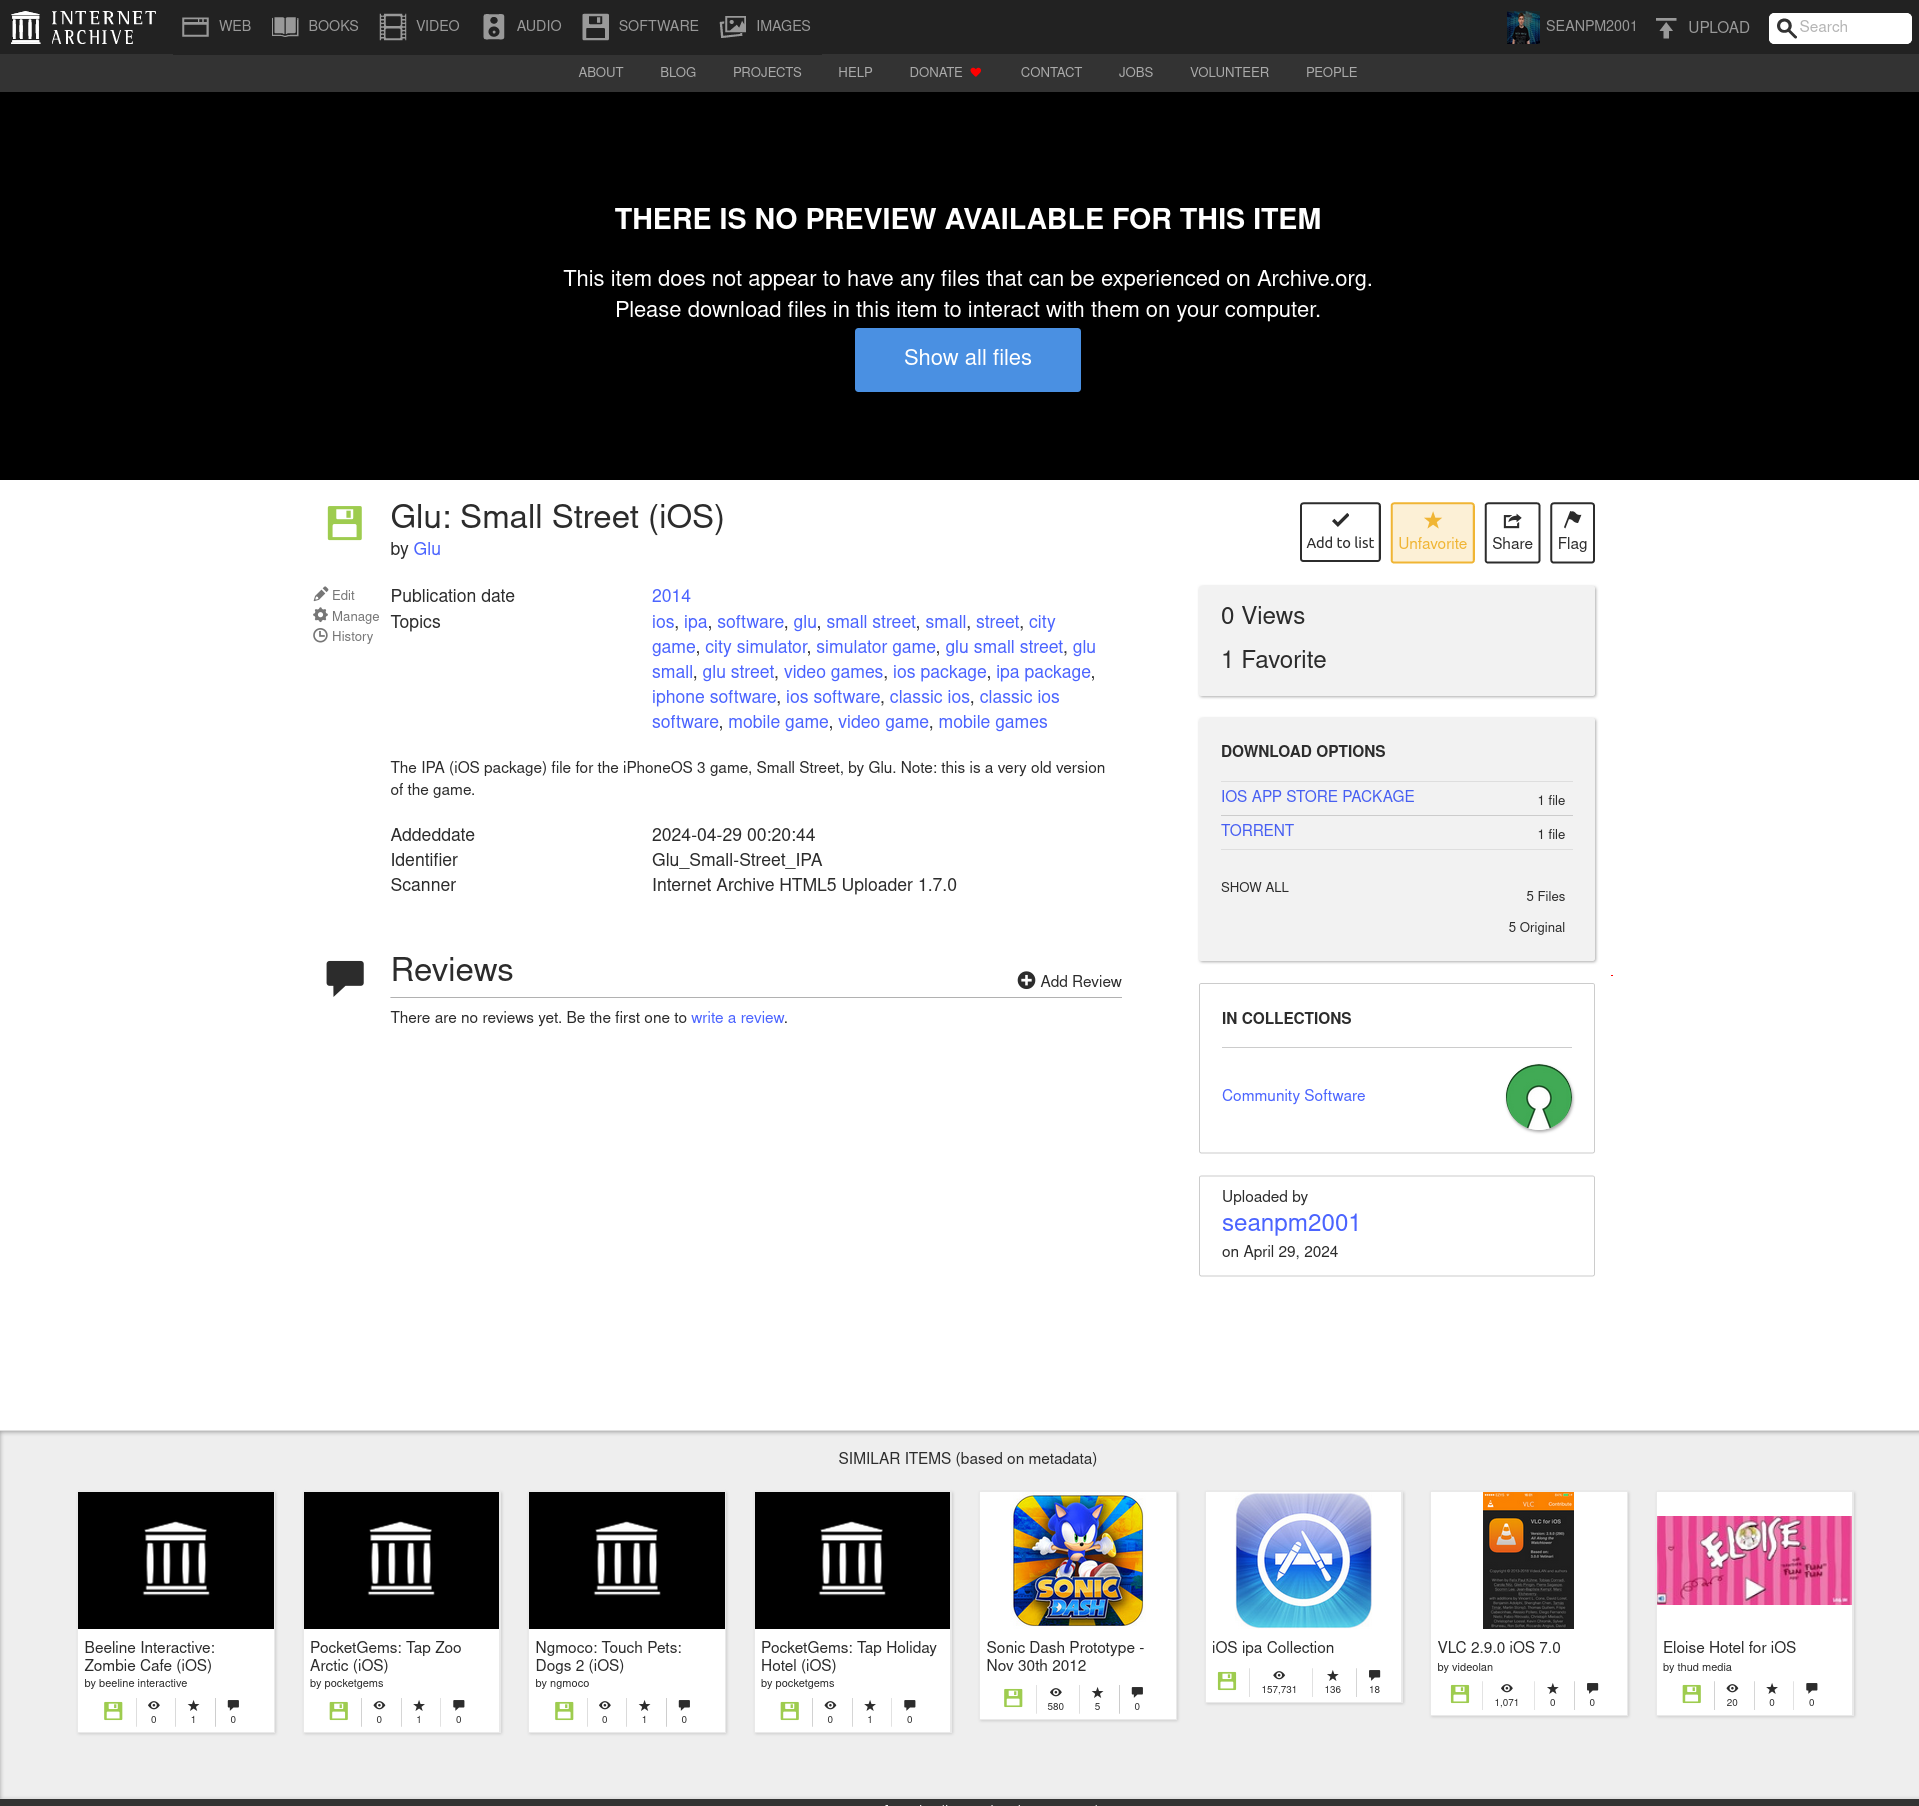 INTERNET ARCHIVE
WEB BOOKS VIDEO AUDIO SOFTWARE IMAGES SEANPM2001 UPLOAD Search
ABOUT BLOG PROJECTS HELP DONATE CONTACT JOBS VOLUNTEER PEOPLE
THERE IS NO PREVIEW AVAILABLE FOR THIS ITEM
This item does not appear to have any files that can be experienced on Archive.org.
Please download files in this item to interact with them on your computer.
Show all files
Glu: Small Street (iOS)
by Glu
Edit
Manage
History
Publication date 2014
Topics ios, ipa, software, glu, small street, small, street, city
game, city simulator, simulator game, glu small street, glu
small, glu street, video games, ios package, ipa package,
iphone software, ios software, classic ios, classic ios
software, mobile game, video game, mobile games
The IPA (iOS package) file for the iPhoneOS 3 game, Small Street, by Glu. Note: this is a very old version
of the game.
Addeddate 2024-04-29 00:20:44
Identifier Glu_Small-Street_IPA
Scanner Internet Archive HTML5 Uploader 1.7.0
Reviews
Add Review
There are no reviews yet. Be the first one to write a review.
Add to list Unfavorite Share Flag
0 Views
1 Favorite
DOWNLOAD OPTIONS
IOS APP STORE PACKAGE 1 file
TORRENT 1 file
SHOW ALL 5 Files
5 Original
IN COLLECTIONS
Community Software
Uploaded by
seanpm2001
on April 29, 2024
SIMILAR ITEMS (based on metadata)
Beeline Interactive:
Zombie Cafe (iOS)
by beeline interactive
0 1 0
PocketGems: Tap Zoo
Arctic (iOS)
by pocketgems
0 1 0
Ngmoco: Touch Pets:
Dogs 2 (iOS)
by ngmoco
0 1 0
PocketGems: Tap Holiday
Hotel (iOS)
by pocketgems
0 1 0
SONIC
DASH
Sonic Dash Prototype -
Nov 30th 2012
580 5 0
iOS ipa Collection
157,731 136 18
VLC
VLC for iOS
VLC 2.9.0 iOS 7.0
by videolan
1,071 0 0
ELOISE
Eloise Hotel for iOS
by thud media
20 0 0